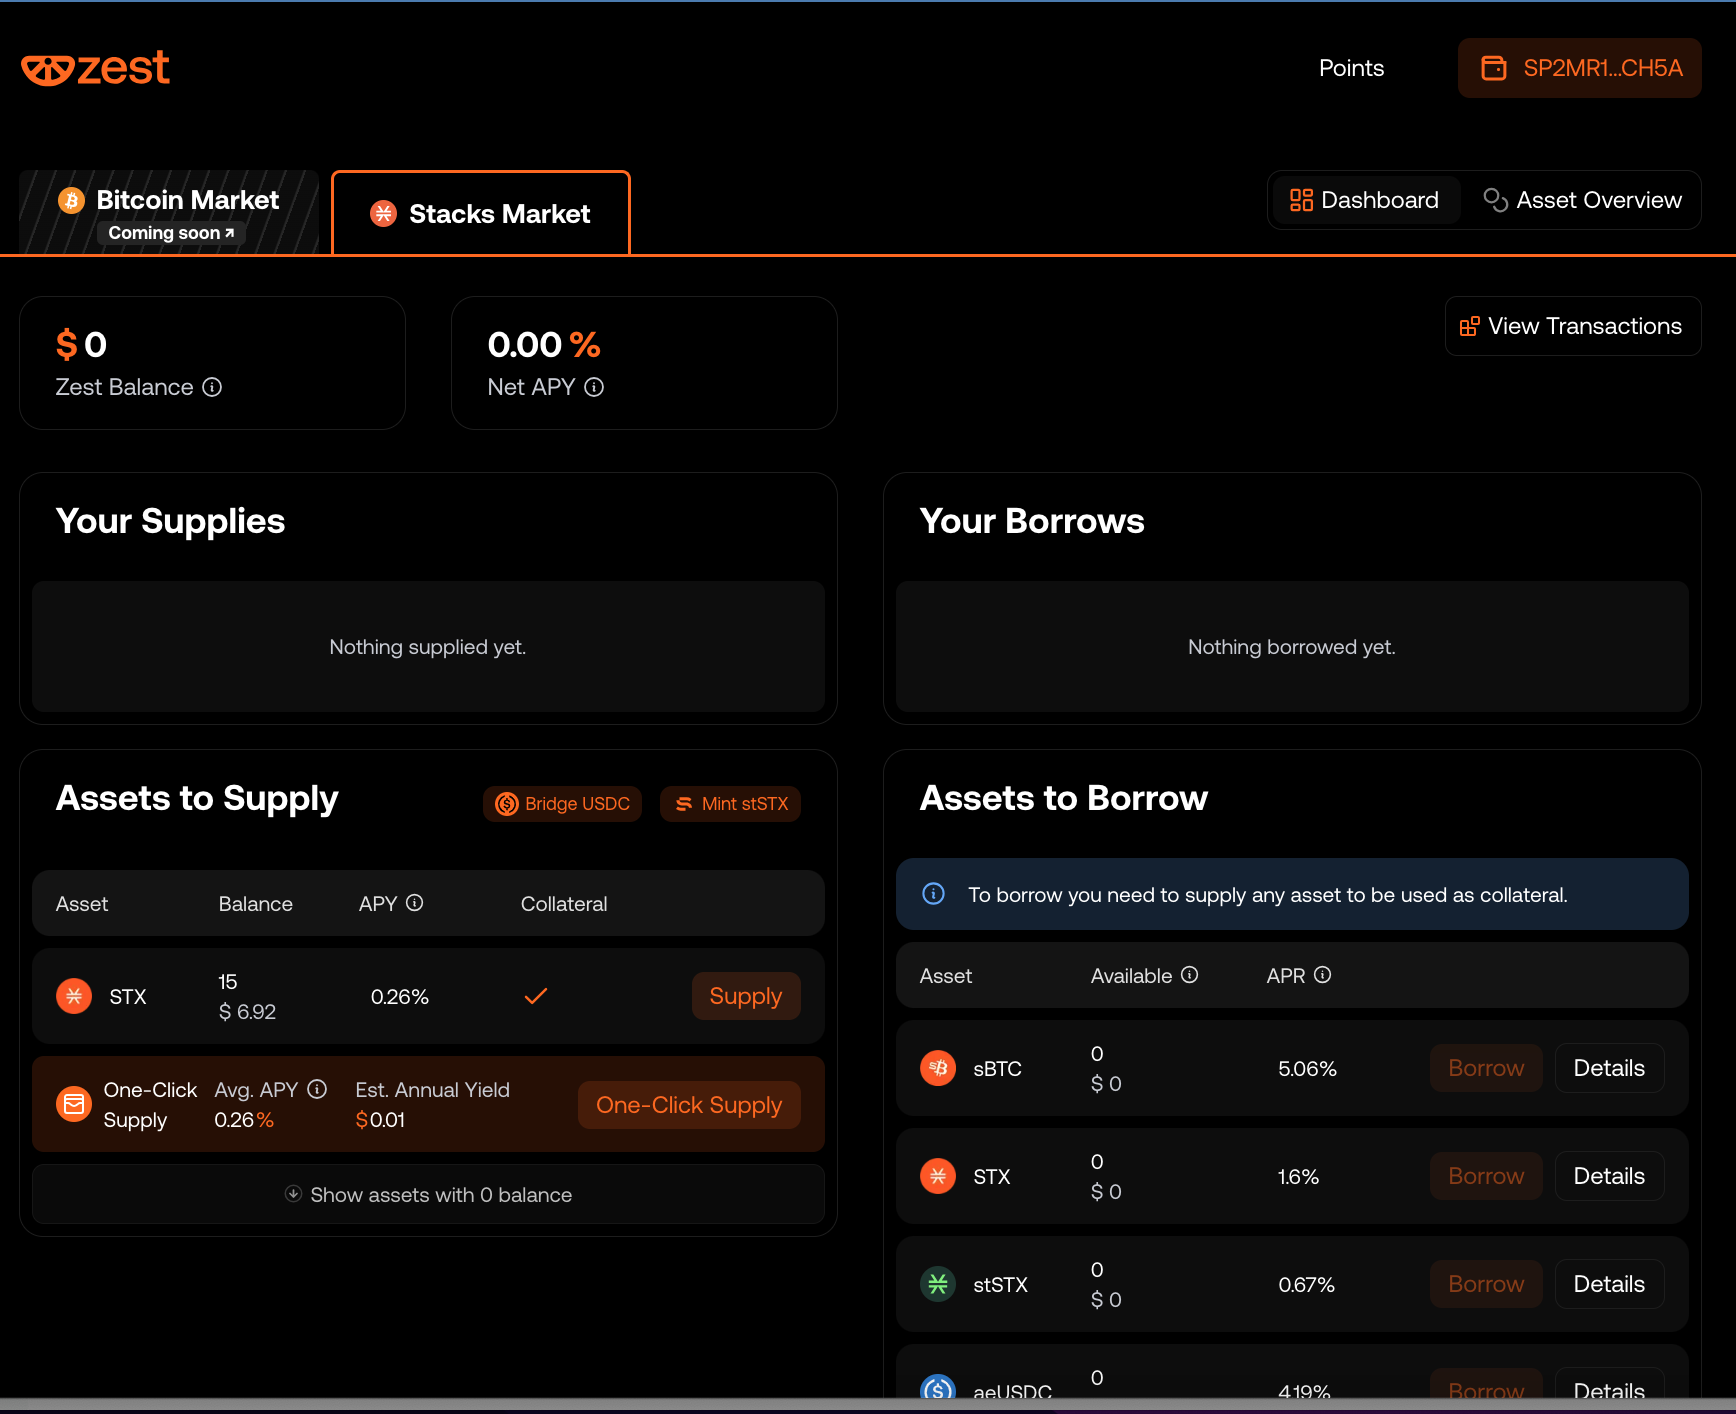 zest
Points
SP2MR1...CH5A
Bitcoin Market
Coming soon
Stacks Market
Dashboard
Asset Overview
$ 0
Zest Balance
0.00 %
Net APY
View Transactions
Your Supplies
Nothing supplied yet.
Your Borrows
Nothing borrowed yet.
Assets to Supply
Bridge USDC
Mint stSTX
Asset Balance APY Collateral
STX
15
$ 6.92
0.26%
Supply
One-Click
Supply
Avg. APY
0.26%
Est. Annual Yield
$0.01
One-Click Supply
Show assets with 0 balance
Assets to Borrow
To borrow you need to supply any asset to be used as collateral.
Asset Available APR
sBTC
0
$ 0
5.06%
Borrow
Details
STX
0
$ 0
1.6%
Borrow
Details
stSTX
0
$ 0
0.67%
Borrow
Details
aeUSDC
0
4.19%
Borrow
Details